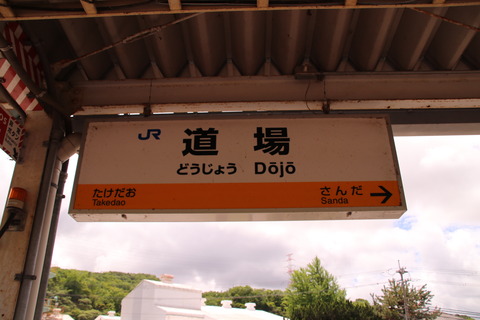 JR 道場
どうじょう Dōjō
たけだお さんだ →
Takedao Sanda